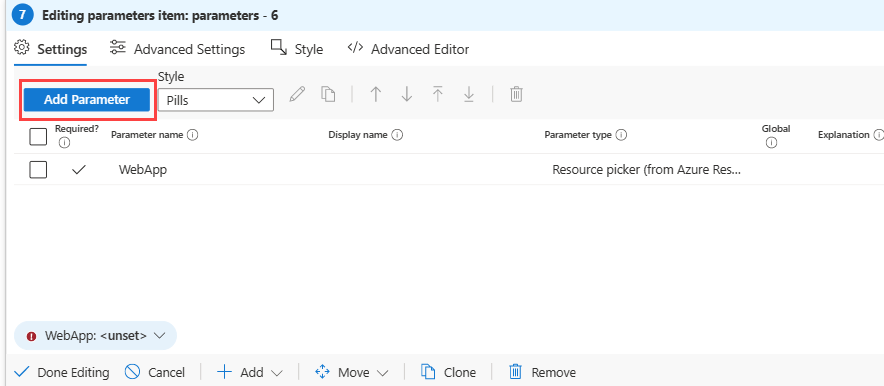 7 Editing parameters item: parameters - 6
Settings Advanced Settings Style Advanced Editor
Style
Add Parameter Pills
Required? Parameter name Display name Parameter type Global Explanation
WebApp Resource picker (from Azure Res...
WebApp: <unset>
Done Editing Cancel Add Move Clone Remove